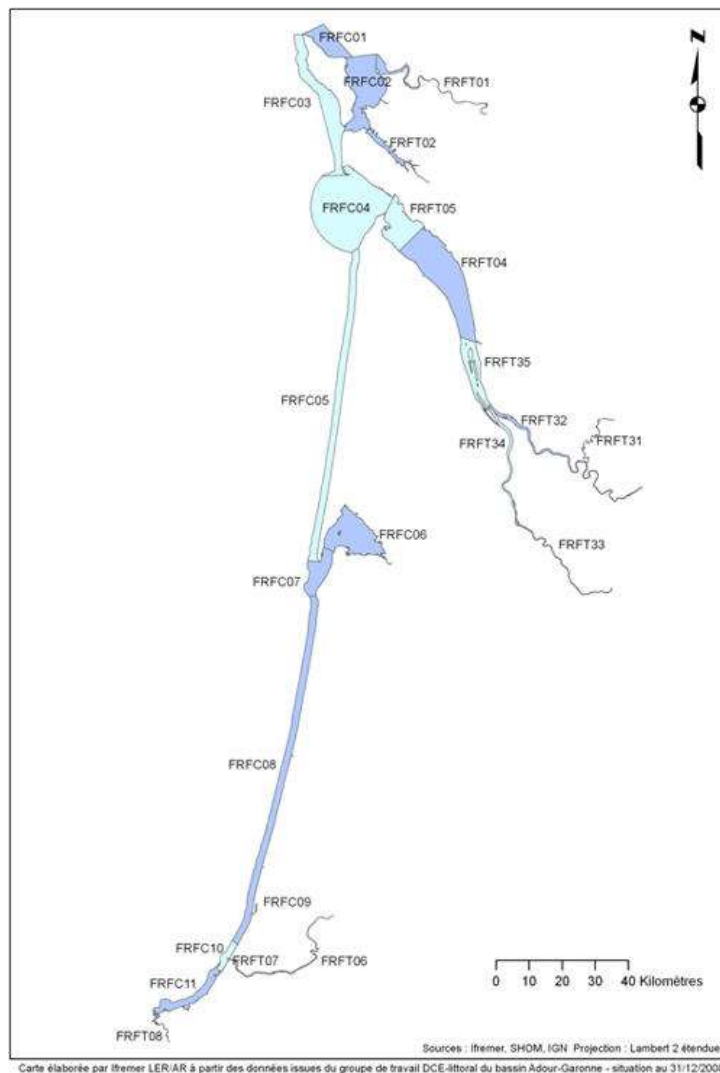 N
FRFC01
FRFC02
FRFT01
FRFC03
FRFT02
FRFC04
FRFT05
FRFT04
FRFT35
FRFC05
FRFT32
FRFT31
FRFT34
FRFC06
FRFT33
FRFC07
FRFC08
FRFC09
FRFC10
FRFT07
FRFT06
FRFC11
FRFT08
0 10 20 30 40 Kilomètres
Sources : Ifremer, SHOM, IGN Projection : Lambert 2 étendue
Carte élaborée par Ifremer LER/AR à partir des données issues du groupe de travail DCE-littoral du bassin Adour-Garonne - situation au